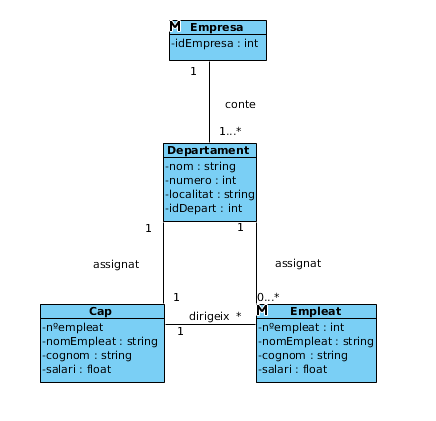 M Empresa
-idEmpresa : int
1
conte
1...*
Departament
-nom : string
-numero : int
-localitat : string
-idDepart : int
1
1
assignat
assignat
1
0...*
Cap
-nºempleat
-nomEmpleat : string
-cognom : string
-salari : float
dirigeix *
1
M Empleat
-nºempleat : int
-nomEmpleat : string
-cognom : string
-salari : float